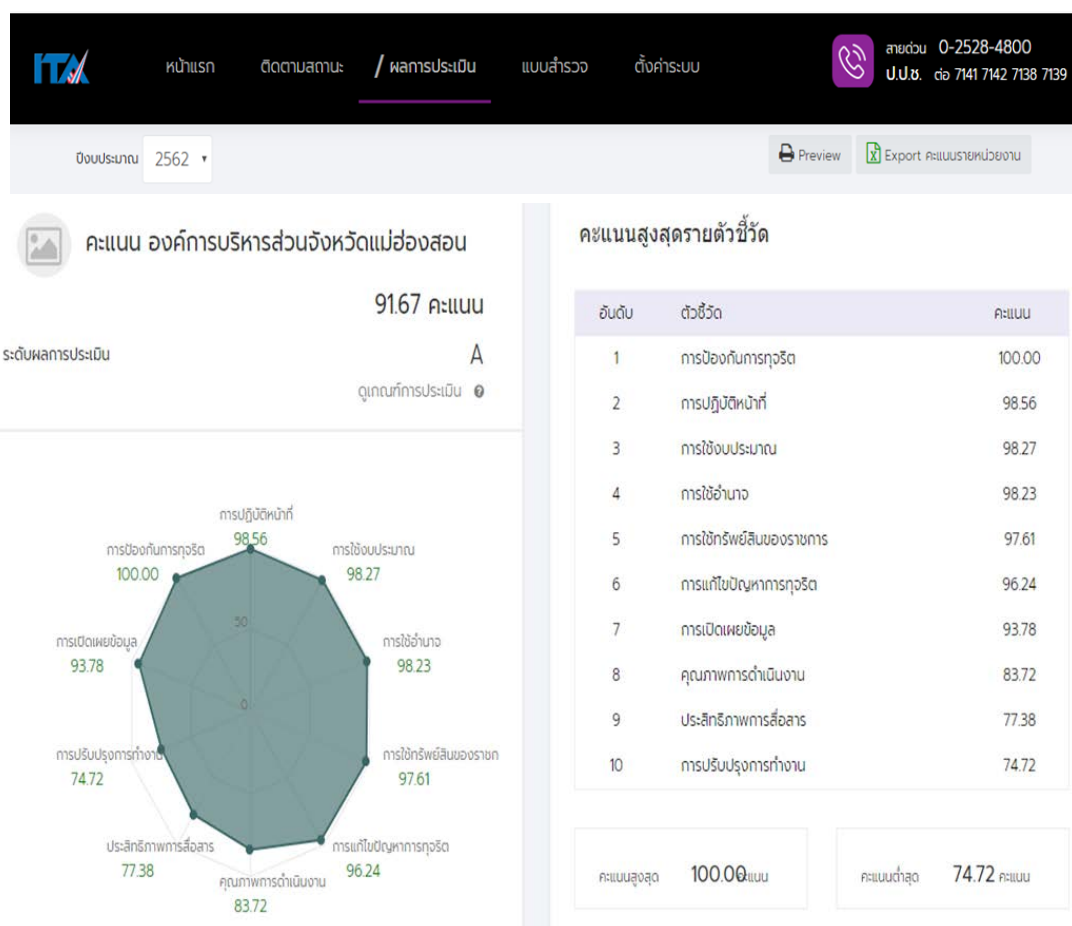 ITA
หน้าแรก ติดตามสถานะ / ผลการประเมิน แบบสำรวจ ตั้งค่าระบบ
สายด่วน 0-2528-4800
ป.ป.ช. ต่อ 7141 7142 7138 7139
ปีงบประมาณ 2562
Preview
Export คะแนนรายหน่วยงาน
คะแนน องค์การบริหารส่วนจังหวัดแม่ฮ่องสอน
91.67 คะแนน
ระดับผลการประเมิน A
ดูเกณฑ์การประเมิน
การปฏิบัติหน้าที่
98.56
การป้องกันการทุจริต
100.00
การใช้งบประมาณ
98.27
50
การเปิดเผยข้อมูล
93.78
การใช้อำนาจ
98.23
0
การปรับปรุงการทำงาน
74.72
การใช้ทรัพย์สินของราชก
97.61
ประสิทธิภาพการสื่อสาร
77.38
การแก้ไขปัญหาการทุจริต
96.24
คุณภาพการดำเนินงาน
83.72
คะแนนสูงสุดรายตัวชี้วัด
อันดับ ตัวชี้วัด คะแนน
1 การป้องกันการทุจริต 100.00
2 การปฏิบัติหน้าที่ 98.56
3 การใช้งบประมาณ 98.27
4 การใช้อำนาจ 98.23
5 การใช้ทรัพย์สินของราชการ 97.61
6 การแก้ไขปัญหาการทุจริต 96.24
7 การเปิดเผยข้อมูล 93.78
8 คุณภาพการดำเนินงาน 83.72
9 ประสิทธิภาพการสื่อสาร 77.38
10 การปรับปรุงการทำงาน 74.72
คะแนนสูงสุด 100.00 คะแนน
คะแนนต่ำสุด 74.72 คะแนน